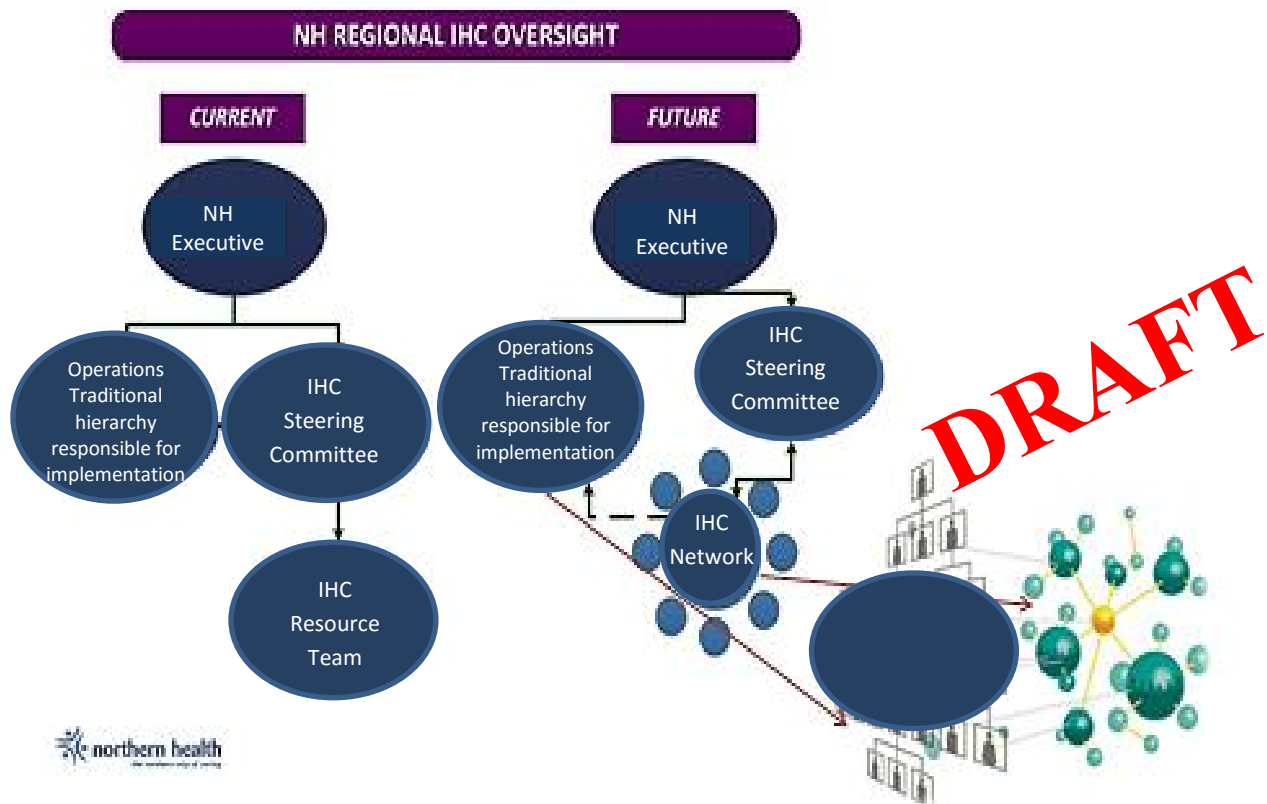 NH REGIONAL IHC OVERSIGHT
CURRENT
FUTURE
NH
Executive
NH
Executive
Operations
Traditional
hierarchy
responsible for
implementation
IHC
Steering
Committee
Operations
Traditional
hierarchy
responsible for
implementation
IHC
Steering
Committee
DRAFT
IHC
Network
IHC
Resource
Team
northern health